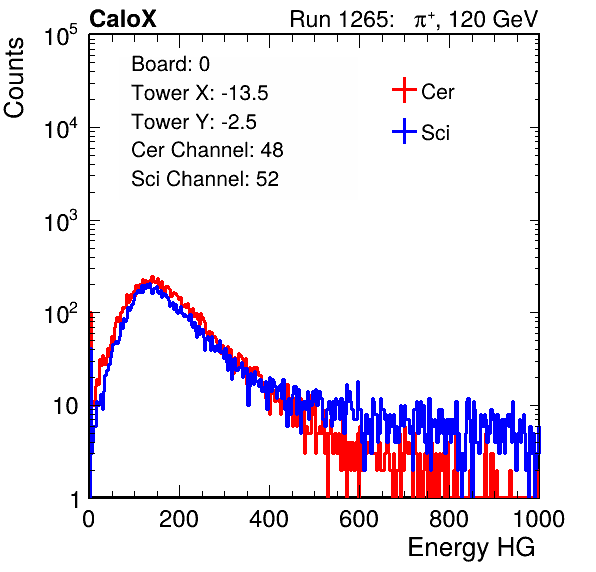 CaloX Run 1265: π⁺, 120 GeV
Counts
10⁵
10⁴
10³
10²
10
1
Board: 0
Tower X: -13.5
Tower Y: -2.5
Cer Channel: 48
Sci Channel: 52
Cer
Sci
0 200 400 600 800 1000
Energy HG